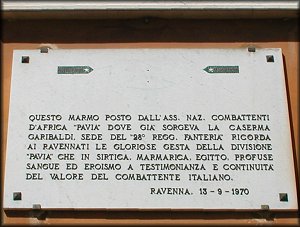 QUESTO MARMO POSTO DALL'ASS. NAZ. COMBATTENTI
D'AFRICA "PAVIA" DOVE GIA' SORGEVA LA CASERMA
GARIBALDI, SEDE DEL "28° REGG. FANTERIA" RICORDA
AI RAVENNATI LE GLORIOSE GESTA DELLA DIVISIONE
"PAVIA" CHE IN SIRTICA, MARMARICA, EGITTO, PROFUSE
SANGUE ED EROISMO A TESTIMONIANZA E CONTINUITÀ
DEL VALORE DEL COMBATTENTE ITALIANO.
RAVENNA, 13-9-1970